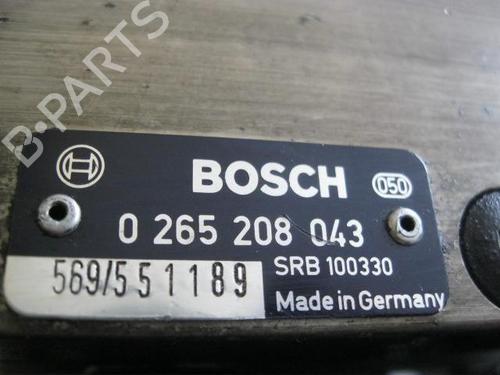 B-PARTS
BOSCH 050
0 265 208 043
569/551189 SRB 100330
Made in Germany